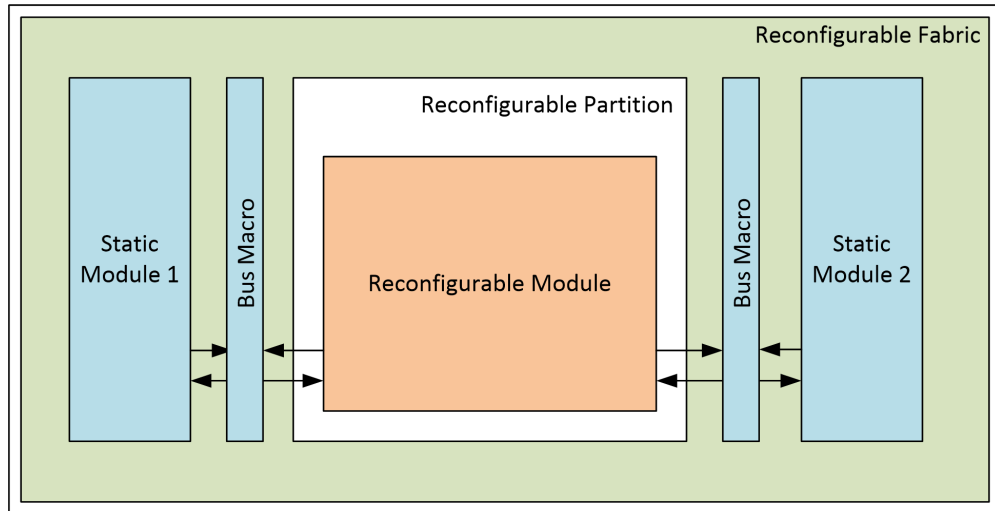 Reconfigurable Fabric
Reconfigurable Partition
Static
Module 1
Bus Macro
Reconfigurable Module
Bus Macro
Static
Module 2